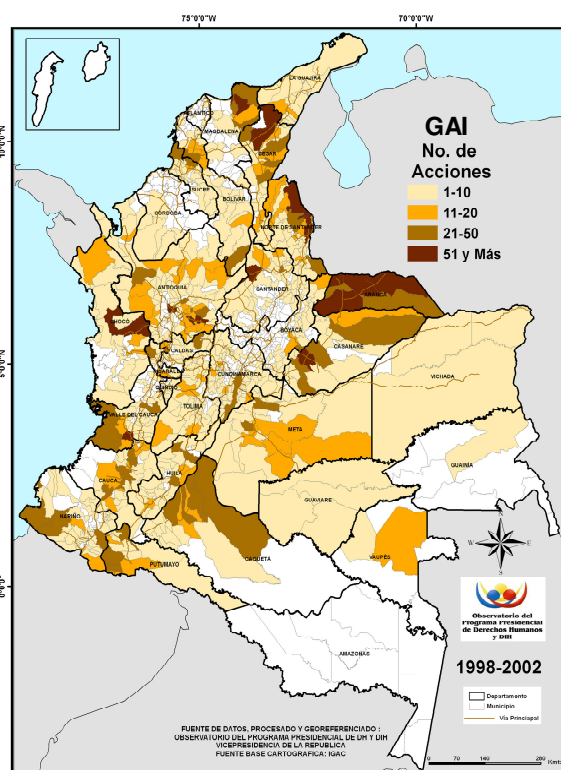 75°0'0"W
70°0'0"W
GAI
No. de
Acciones
1-10
11-20
21-50
51 y Más
LA GUAJIRA
ATLÁNTICO
MAGDALENA
CESAR
SUCRE
BOLIVAR
CÓRDOBA
NORTE DE SANTANDER
ANTIOQUIA
SANTANDER
ARAUCA
CHOCÓ
BOYACÁ
CASANARE
CALDAS
CUNDINAMARCA
VICHADA
TOLIMA
VALLE DEL CAUCA
META
GUAINÍA
HUILA
CAUCA
GUAVIARE
NARIÑO
VAUPÉS
CAQUETÁ
PUTUMAYO
AMAZONAS
W
E
S
Observatorio del
Programa Presidencial
de Derechos Humanos
y DIH
1998-2002
Departamento
Municipio
Vía Princiapal
FUENTE DE DATOS, PROCESADO Y GEOREFERENCIADO :
OBSERVATORIO DEL PROGRAMA PRESIDENCIAL DE DH Y DIH
VICEPRESIDENCIA DE LA REPUBLICA
FUENTE BASE CARTOGRAFICA: IGAC
0 70 140 280
Kmts